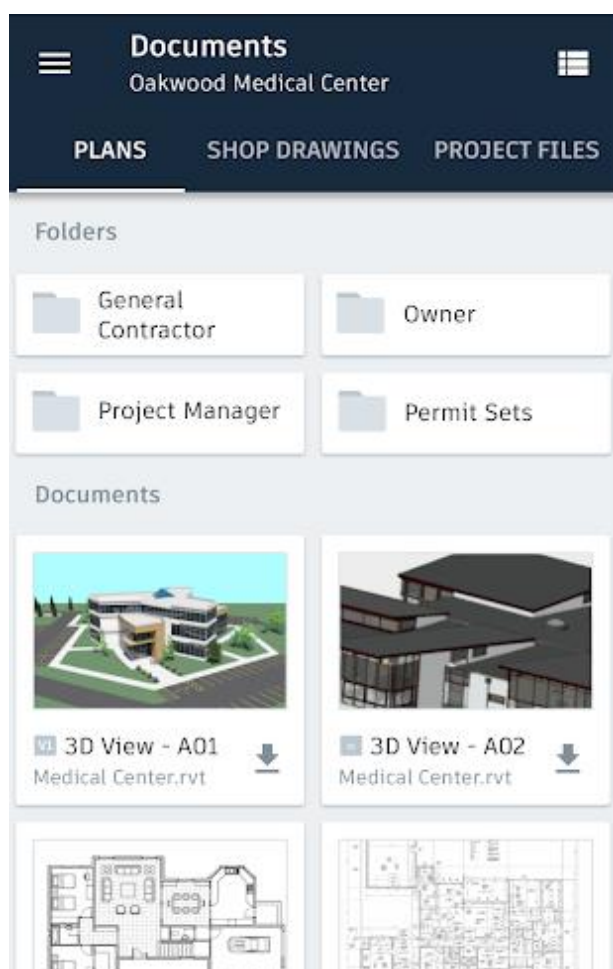 Documents
Oakwood Medical Center
PLANS SHOP DRAWINGS PROJECT FILES
Folders
General
Contractor
Owner
Project Manager
Permit Sets
Documents
V1 3D View - A01
Medical Center.rvt
3D View - A02
Medical Center.rvt